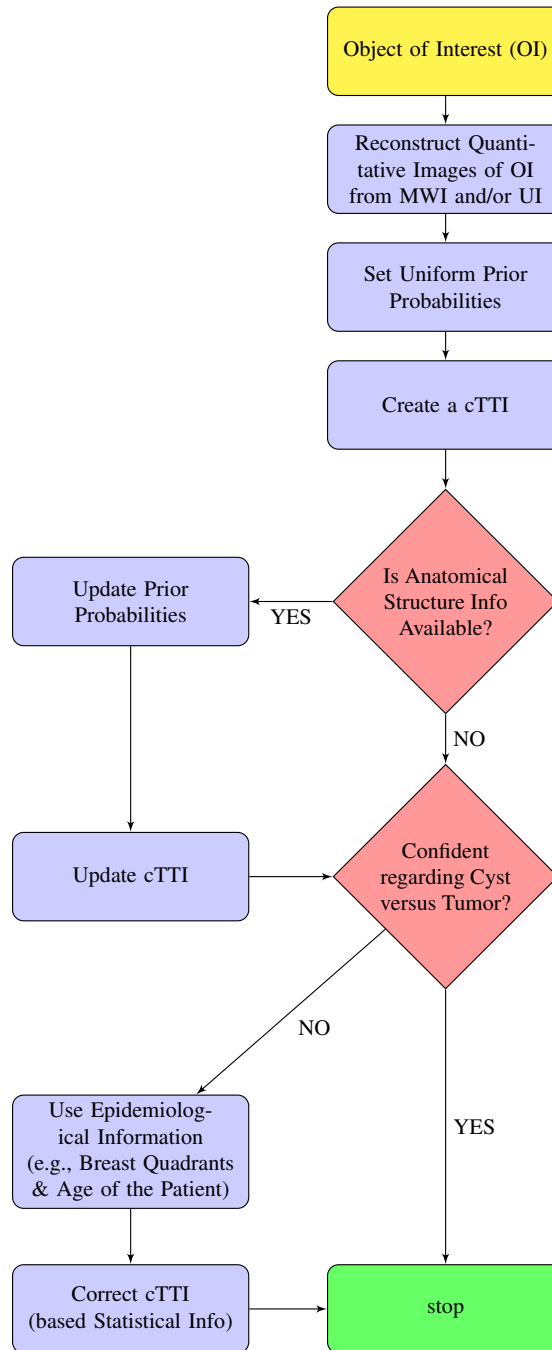 Object of Interest (OI)
Reconstruct Quanti-
tative Images of OI
from MWI and/or UI
Set Uniform Prior
Probabilities
Create a cTTI
Is Anatomical
Structure Info
Available?
YES
Update Prior
Probabilities
NO
Update cTTI
Confident
regarding Cyst
versus Tumor?
NO
YES
Use Epidemiolog-
ical Information
(e.g., Breast Quadrants
& Age of the Patient)
Correct cTTI
(based Statistical Info)
stop